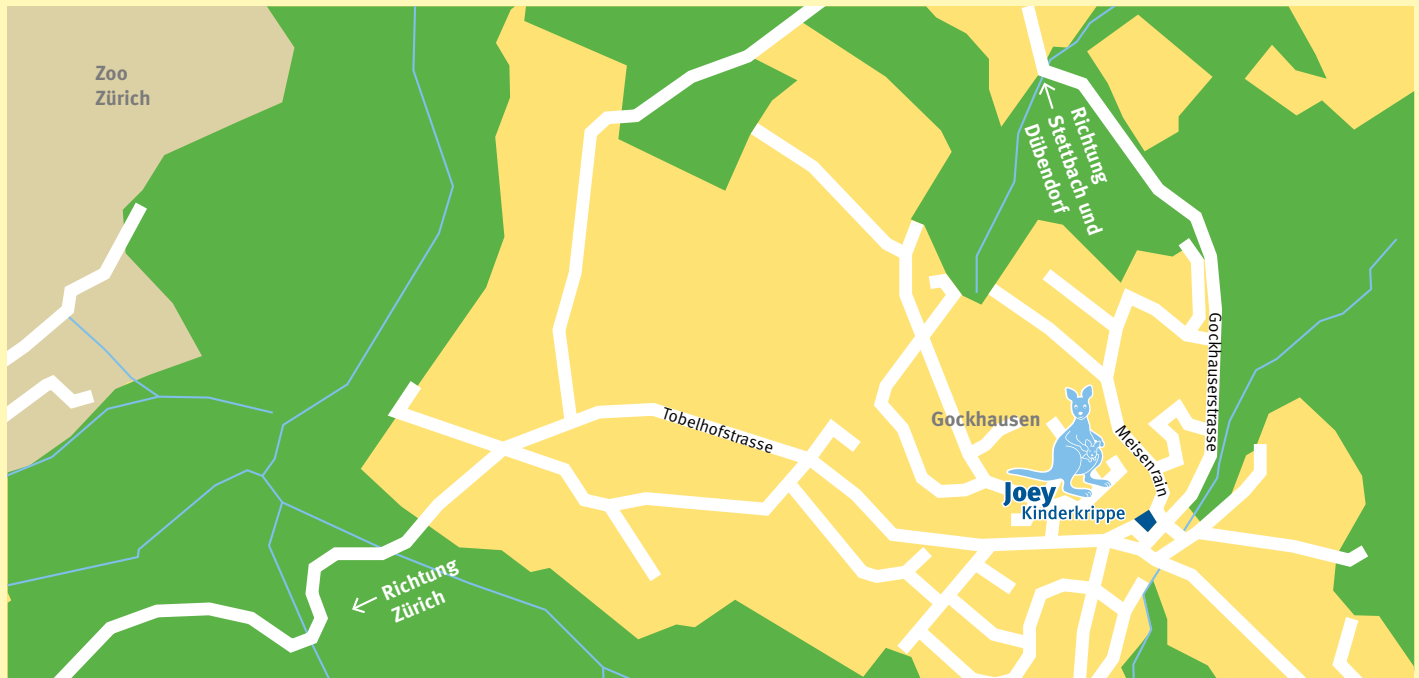 Zoo
Zürich
Richtung
Stettbach und
Dübendorf
Gockhauserstrasse
Tobelhofstrasse
Gockhausen
Meisenrain
Joey
Kinderkrippe
Richtung
Zürich